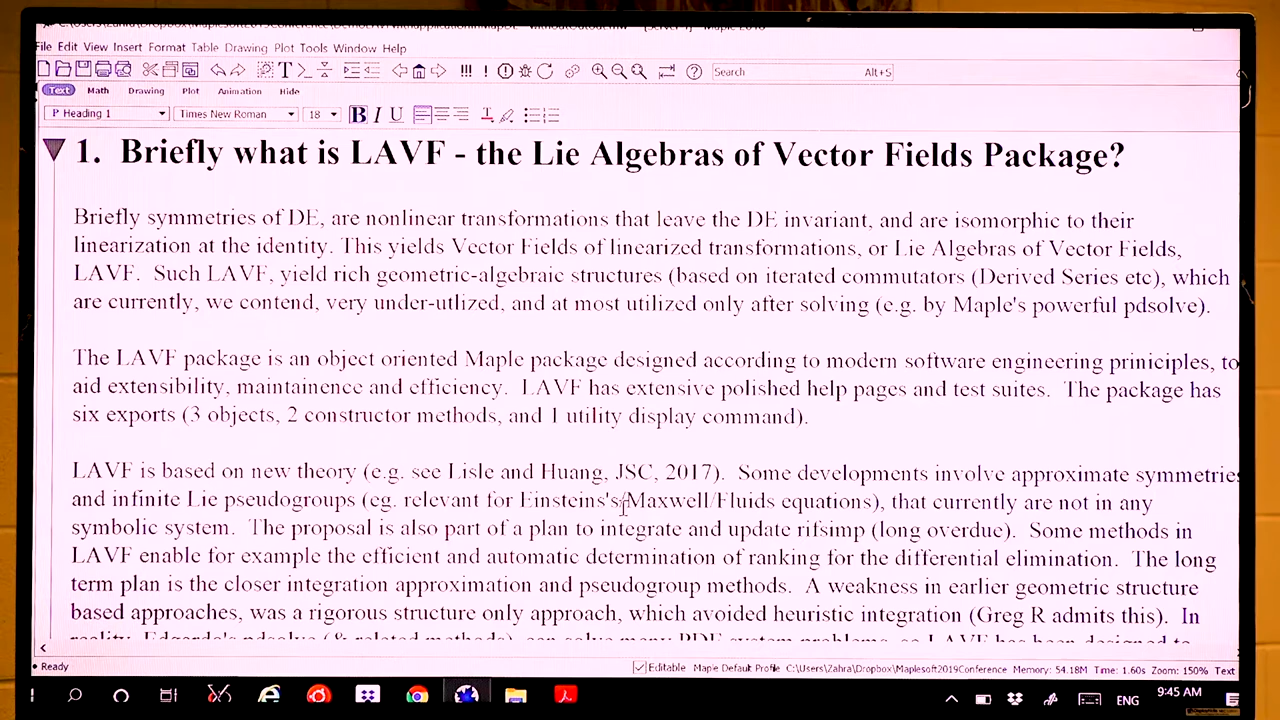 File Edit View Insert Format Table Drawing Plot Tools Window Help
Search Alt+S
Text Math Drawing Plot Animation Hide
P Heading 1 Times New Roman 18 B I U
1. Briefly what is LAVF - the Lie Algebras of Vector Fields Package?
Briefly symmetries of DE, are nonlinear transformations that leave the DE invariant, and are isomorphic to their
linearization at the identity. This yields Vector Fields of linearized transformations, or Lie Algebras of Vector Fields,
LAVF. Such LAVF, yield rich geometric-algebraic structures (based on iterated commutators (Derived Series etc), which
are currently, we contend, very under-utlized, and at most utilized only after solving (e.g. by Maple's powerful pdsolve).
The LAVF package is an object oriented Maple package designed according to modern software engineering priniciples, to
aid extensibility, maintainence and efficiency. LAVF has extensive polished help pages and test suites. The package has
six exports (3 objects, 2 constructor methods, and 1 utility display command).
LAVF is based on new theory (e.g. see Lisle and Huang, JSC, 2017). Some developments involve approximate symmetries
and infinite Lie pseudogroups (eg. relevant for Einsteins's/Maxwell/Fluids equations), that currently are not in any
symbolic system. The proposal is also part of a plan to integrate and update rifsimp (long overdue). Some methods in
LAVF enable for example the efficient and automatic determination of ranking for the differential elimination. The long
term plan is the closer integration approximation and pseudogroup methods. A weakness in earlier geometric structure
based approaches, was a rigorous structure only approach, which avoided heuristic integration (Greg R admits this). In
Ready Editable Maple Default Profile C:\Users\Zahra\Dropbox\Maplesoft2019Conference Memory: 54.18M Time: 1.60s Zoom: 150% Text
ENG 9:45 AM